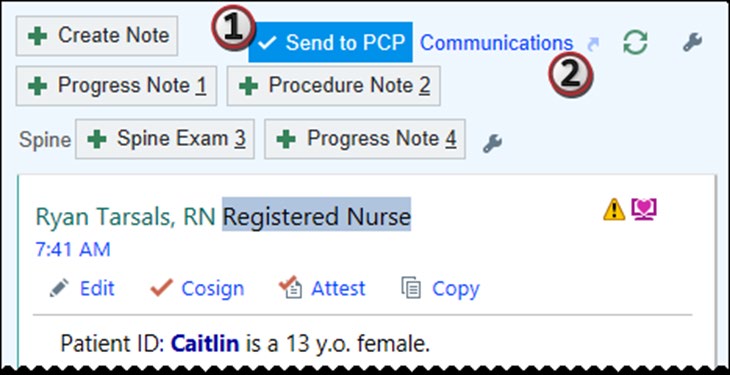 Create Note 1 Send to PCP Communications
2
Progress Note 1 Procedure Note 2
Spine Spine Exam 3 Progress Note 4
Ryan Tarsals, RN Registered Nurse
7:41 AM
Edit Cosign Attest Copy
Patient ID: Caitlin is a 13 y.o. female.